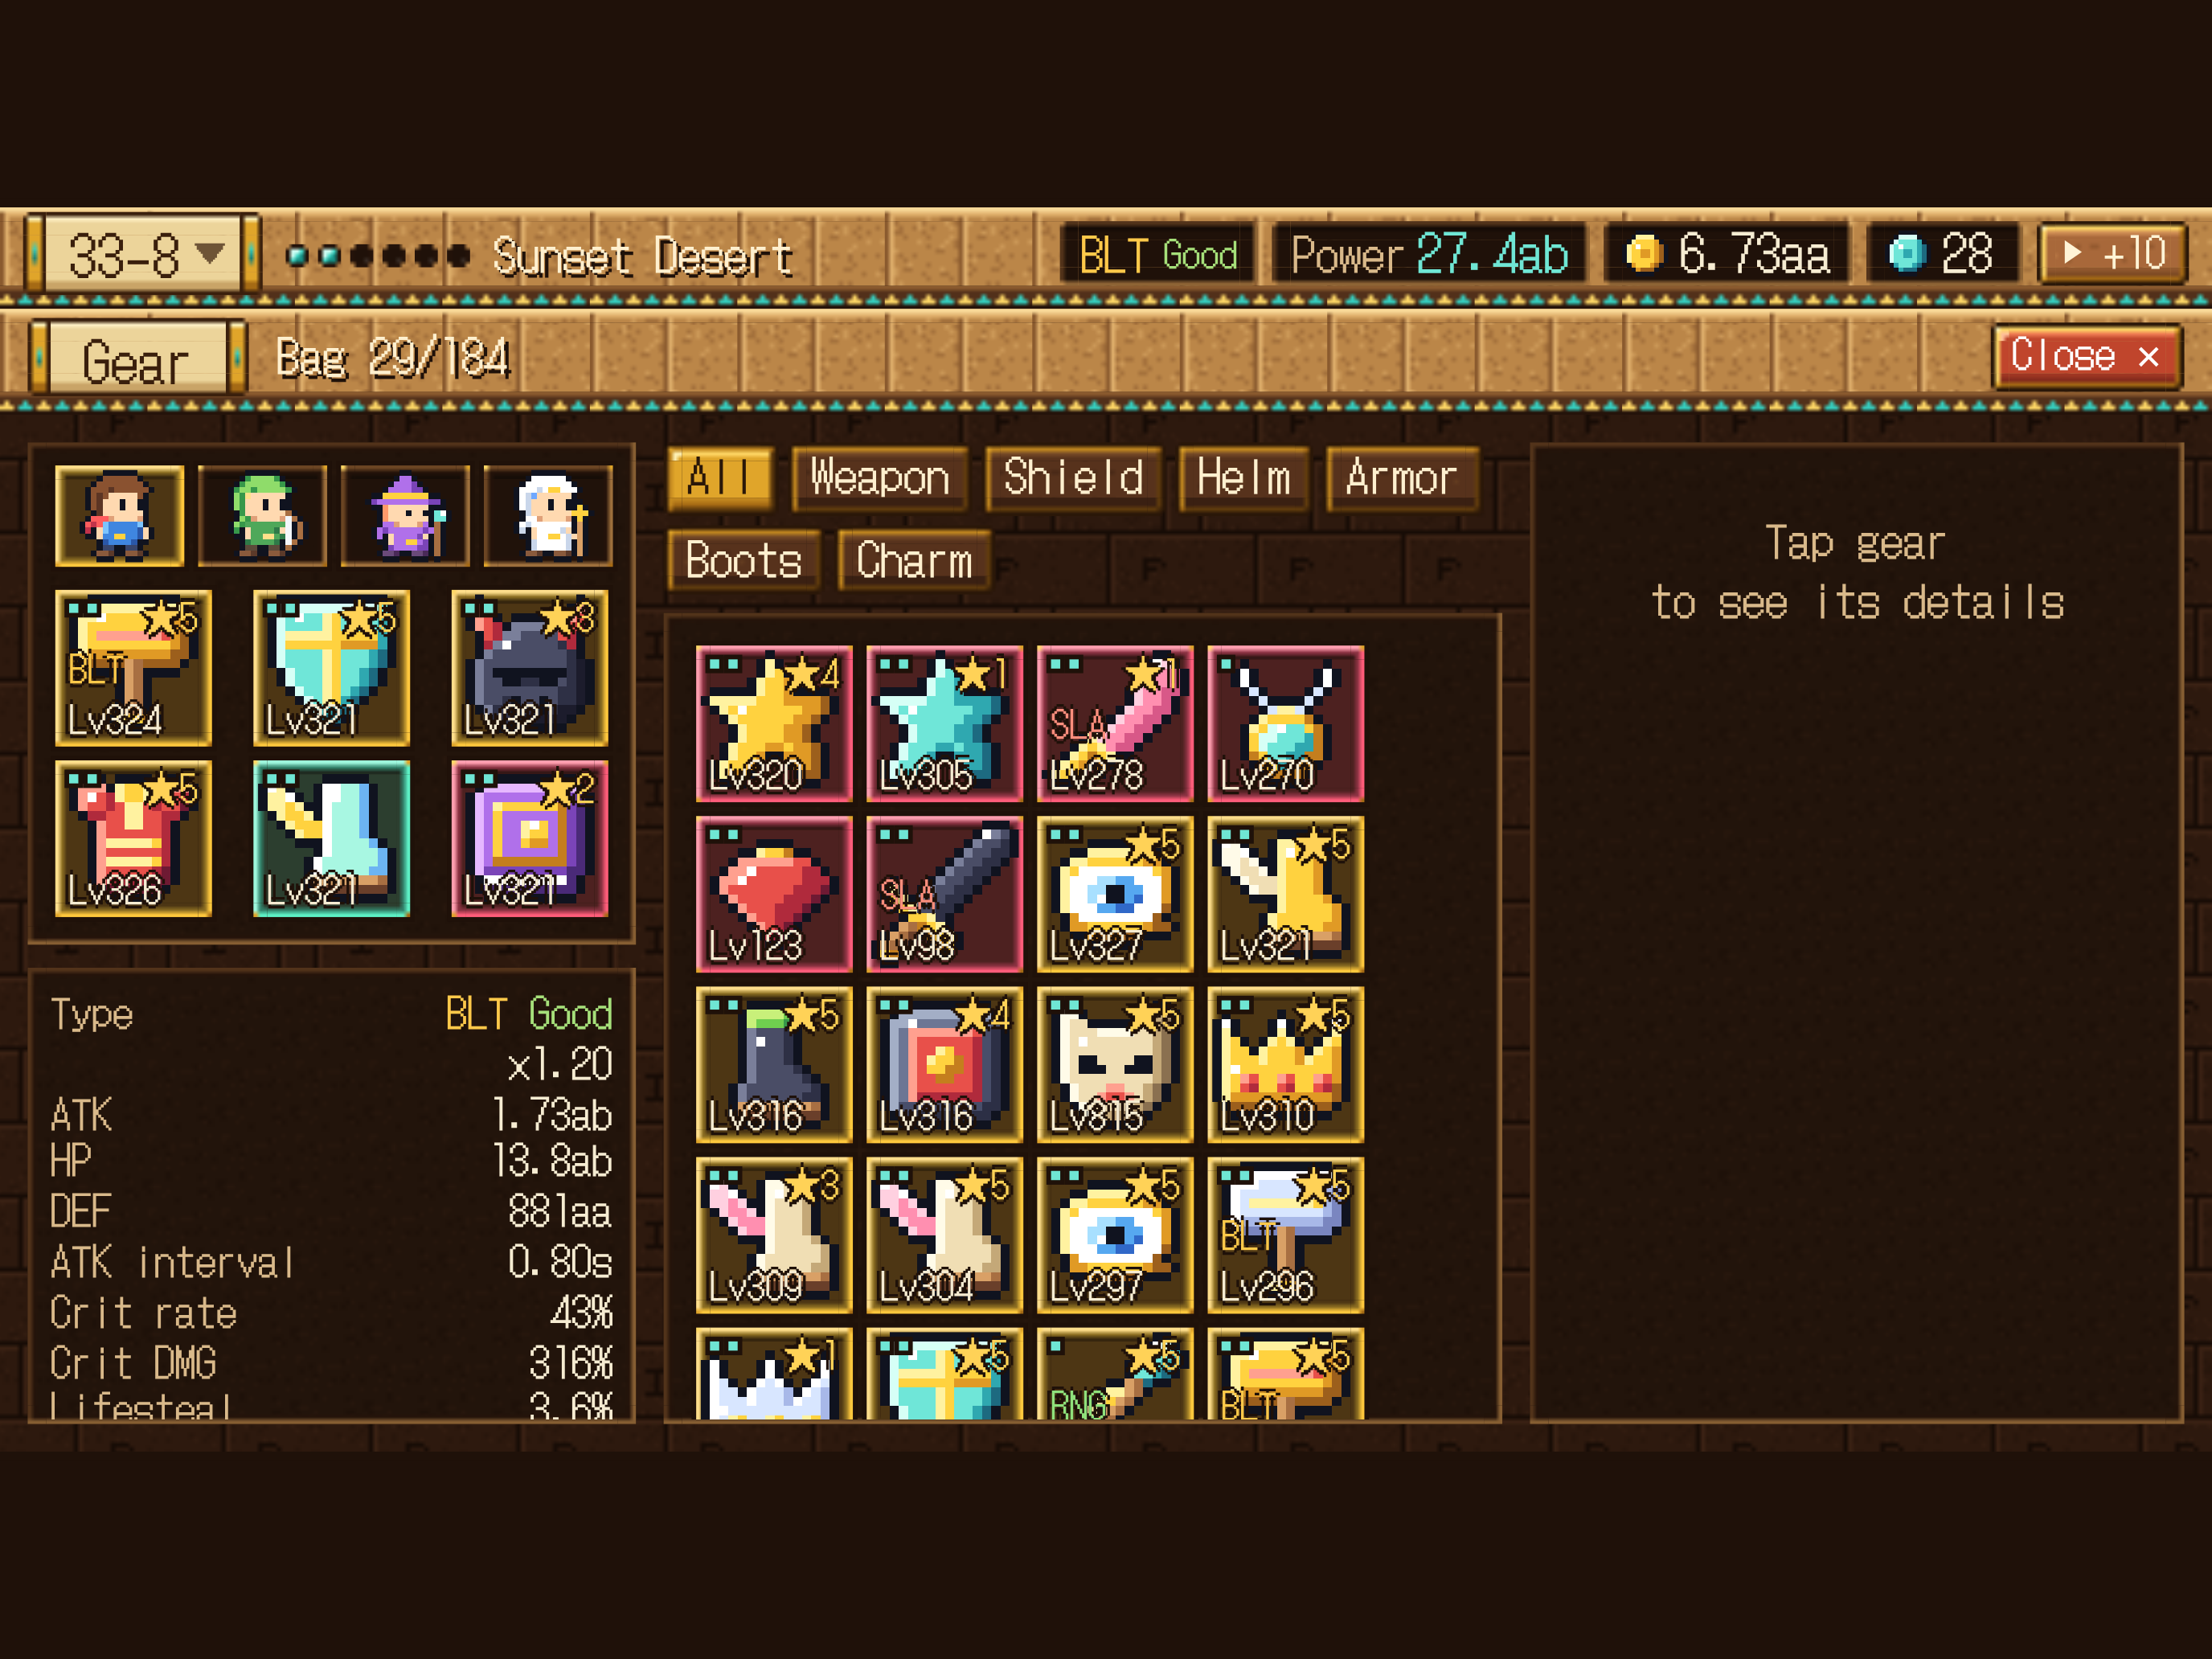 33-8 Sunset Desert BLT Good Power 27.4ab 6.73aa 28 +10
Gear Bag 29/184 Close ×
All Weapon Shield Helm Armor
Boots Charm
5 5 3
BLT
Lv324 Lv321 Lv321
5 2
Lv326 Lv321 Lv321
Type BLT Good
x1.20
ATK 1.73ab
HP 13.8ab
DEF 881aa
ATK interval 0.80s
Crit rate 43%
Crit DMG 316%
Lifesteal 3.6%
4 1 1
SLA
Lv320 Lv305 Lv278 Lv270
5 5
SLA
Lv123 Lv98 Lv327 Lv321
5 4 5 5
Lv316 Lv316 Lv315 Lv310
3 5 5 5
BLT
Lv309 Lv304 Lv297 Lv296
1 5 5 5
RNG BLT
Tap gear
to see its details